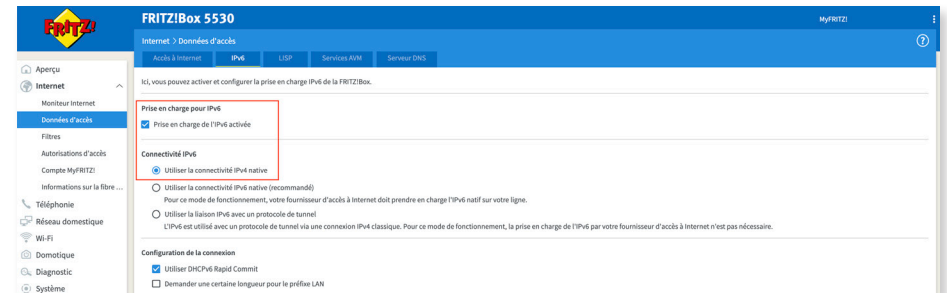 FRITZ!
FRITZ!Box 5530
MyFRITZ!
Internet > Données d'accès
Accès à Internet
IPv6
LISP
Services AVM
Serveur DNS
Aperçu
Internet
Moniteur Internet
Données d'accès
Filtres
Autorisations d'accès
Compte MyFRITZ!
Informations sur la fibre ...
Téléphonie
Réseau domestique
Wi-Fi
Domotique
Diagnostic
Système
Ici, vous pouvez activer et configurer la prise en charge IPv6 de la FRITZ!Box.
Prise en charge pour IPv6
Prise en charge de l'IPv6 activée
Connectivité IPv6
Utiliser la connectivité IPv4 native
Utiliser la connectivité IPv6 native (recommandé)
Pour ce mode de fonctionnement, votre fournisseur d'accès à Internet doit prendre en charge l'IPv6 natif sur votre ligne.
Utiliser la liaison IPv6 avec un protocole de tunnel
L'IPv6 est utilisé avec un protocole de tunnel via une connexion IPv4 classique. Pour ce mode de fonctionnement, la prise en charge de l'IPv6 par votre fournisseur d'accès à Internet n'est pas nécessaire.
Configuration de la connexion
Utiliser DHCPv6 Rapid Commit
Demander une certaine longueur pour le préfixe LAN